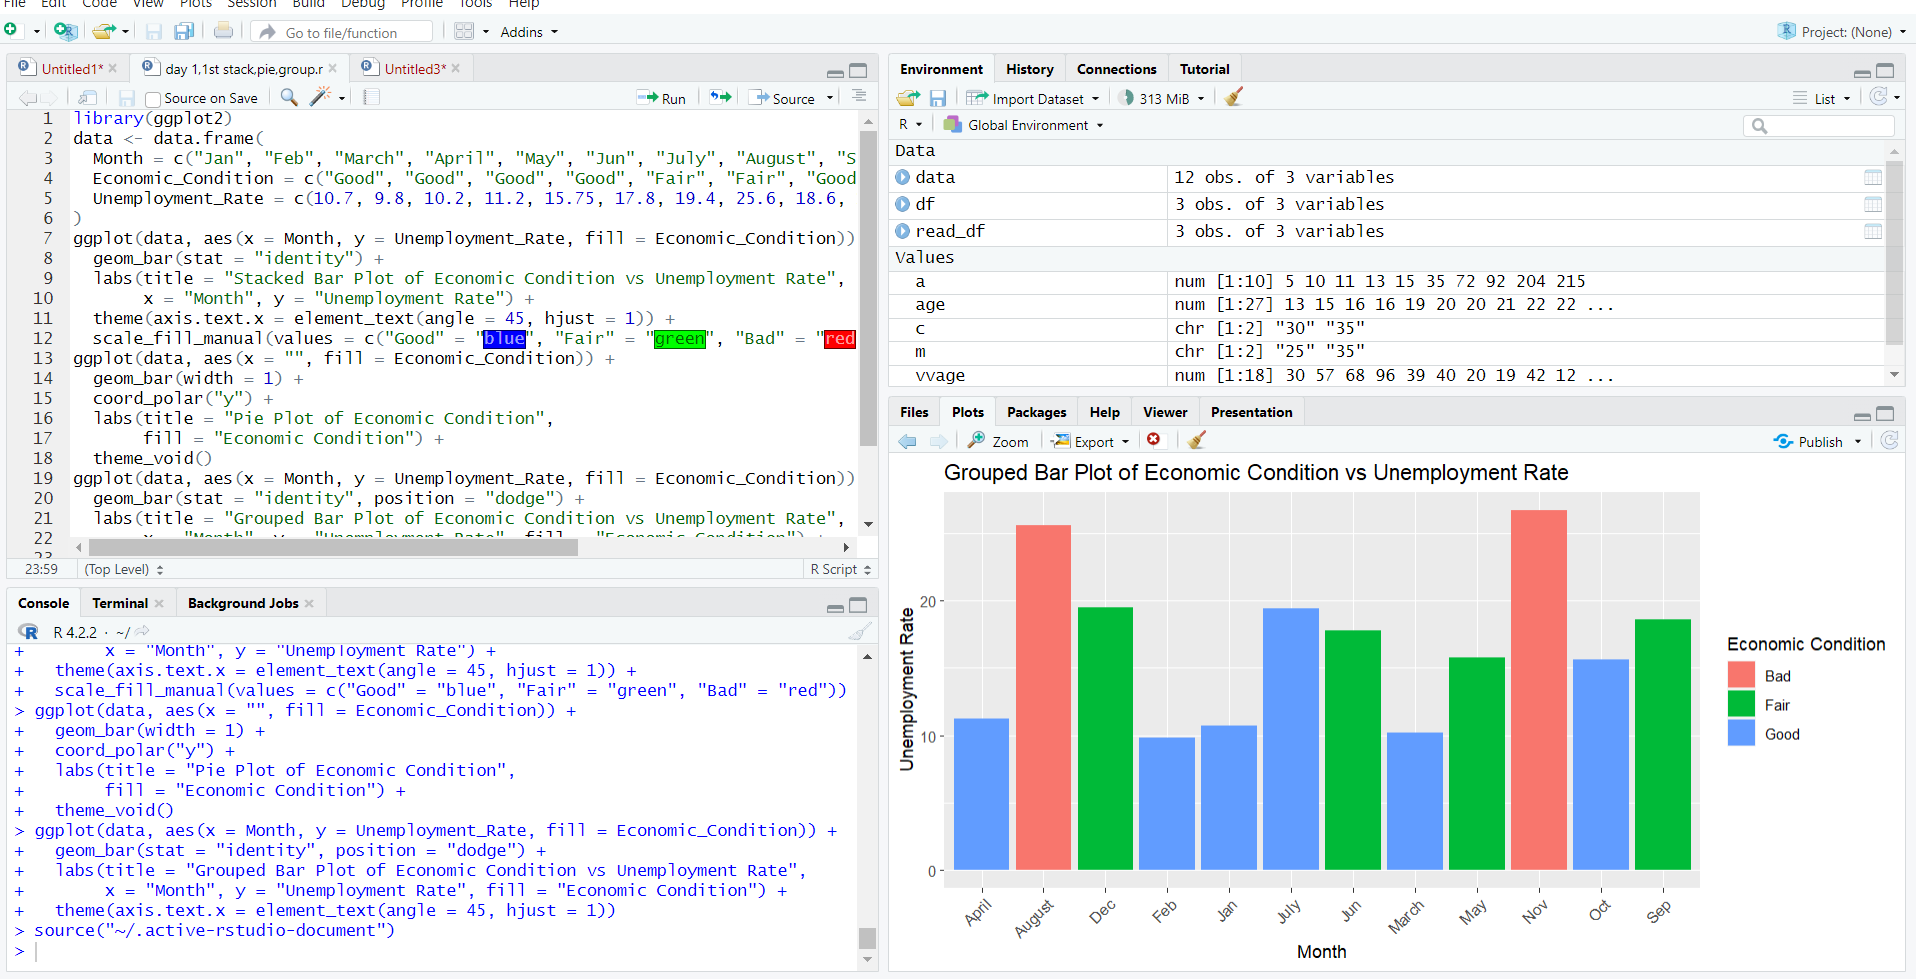 File Edit Code View Plots Session Build Debug Profile Tools Help
Go to file/function
Addins
Project: (None)
Untitled1*
day 1,1st stack,pie,group.r
Untitled3*
Source on Save
Run
Source
1 library(ggplot2)
2 data <- data.frame(
3 Month = c("Jan", "Feb", "March", "April", "May", "Jun", "July", "August", "S
4 Economic_Condition = c("Good", "Good", "Good", "Good", "Fair", "Fair", "Good
5 Unemployment_Rate = c(10.7, 9.8, 10.2, 11.2, 15.75, 17.8, 19.4, 25.6, 18.6,
6 )
7 ggplot(data, aes(x = Month, y = Unemployment_Rate, fill = Economic_Condition))
8 geom_bar(stat = "identity") +
9 labs(title = "Stacked Bar Plot of Economic Condition vs Unemployment Rate",
10 x = "Month", y = "Unemployment Rate") +
11 theme(axis.text.x = element_text(angle = 45, hjust = 1)) +
12 scale_fill_manual(values = c("Good" = "blue", "Fair" = "green", "Bad" = "red
13 ggplot(data, aes(x = "", fill = Economic_Condition)) +
14 geom_bar(width = 1) +
15 coord_polar("y") +
16 labs(title = "Pie Plot of Economic Condition",
17 fill = "Economic Condition") +
18 theme_void()
19 ggplot(data, aes(x = Month, y = Unemployment_Rate, fill = Economic_Condition))
20 geom_bar(stat = "identity", position = "dodge") +
21 labs(title = "Grouped Bar Plot of Economic Condition vs Unemployment Rate",
22 x = "Month", y = "Unemployment Rate", fill = "Economic Condition") +
23
23:59 (Top Level) R Script
Console Terminal Background Jobs
R 4.2.2 · ~/
+ x = "Month", y = "Unemployment Rate") +
+ theme(axis.text.x = element_text(angle = 45, hjust = 1)) +
+ scale_fill_manual(values = c("Good" = "blue", "Fair" = "green", "Bad" = "red"))
> ggplot(data, aes(x = "", fill = Economic_Condition)) +
+ geom_bar(width = 1) +
+ coord_polar("y") +
+ labs(title = "Pie Plot of Economic Condition",
+ fill = "Economic Condition") +
+ theme_void()
> ggplot(data, aes(x = Month, y = Unemployment_Rate, fill = Economic_Condition)) +
+ geom_bar(stat = "identity", position = "dodge") +
+ labs(title = "Grouped Bar Plot of Economic Condition vs Unemployment Rate",
+ x = "Month", y = "Unemployment Rate", fill = "Economic Condition") +
+ theme(axis.text.x = element_text(angle = 45, hjust = 1))
> source("~/.active-rstudio-document")
>
Environment History Connections Tutorial
Import Dataset 313 MiB List
R Global Environment
Data
data 12 obs. of 3 variables
df 3 obs. of 3 variables
read_df 3 obs. of 3 variables
Values
a num [1:10] 5 10 11 13 15 35 72 92 204 215
age num [1:27] 13 15 16 16 19 20 20 21 22 22 ...
c chr [1:2] "30" "35"
m chr [1:2] "25" "35"
vvage num [1:18] 30 57 68 96 39 40 20 19 42 12 ...
Files Plots Packages Help Viewer Presentation
Zoom Export Publish
Grouped Bar Plot of Economic Condition vs Unemployment Rate
Unemployment Rate
20
10
0
April August Dec Feb Jan July Jun March May Nov Oct Sep
Month
Economic Condition
Bad
Fair
Good